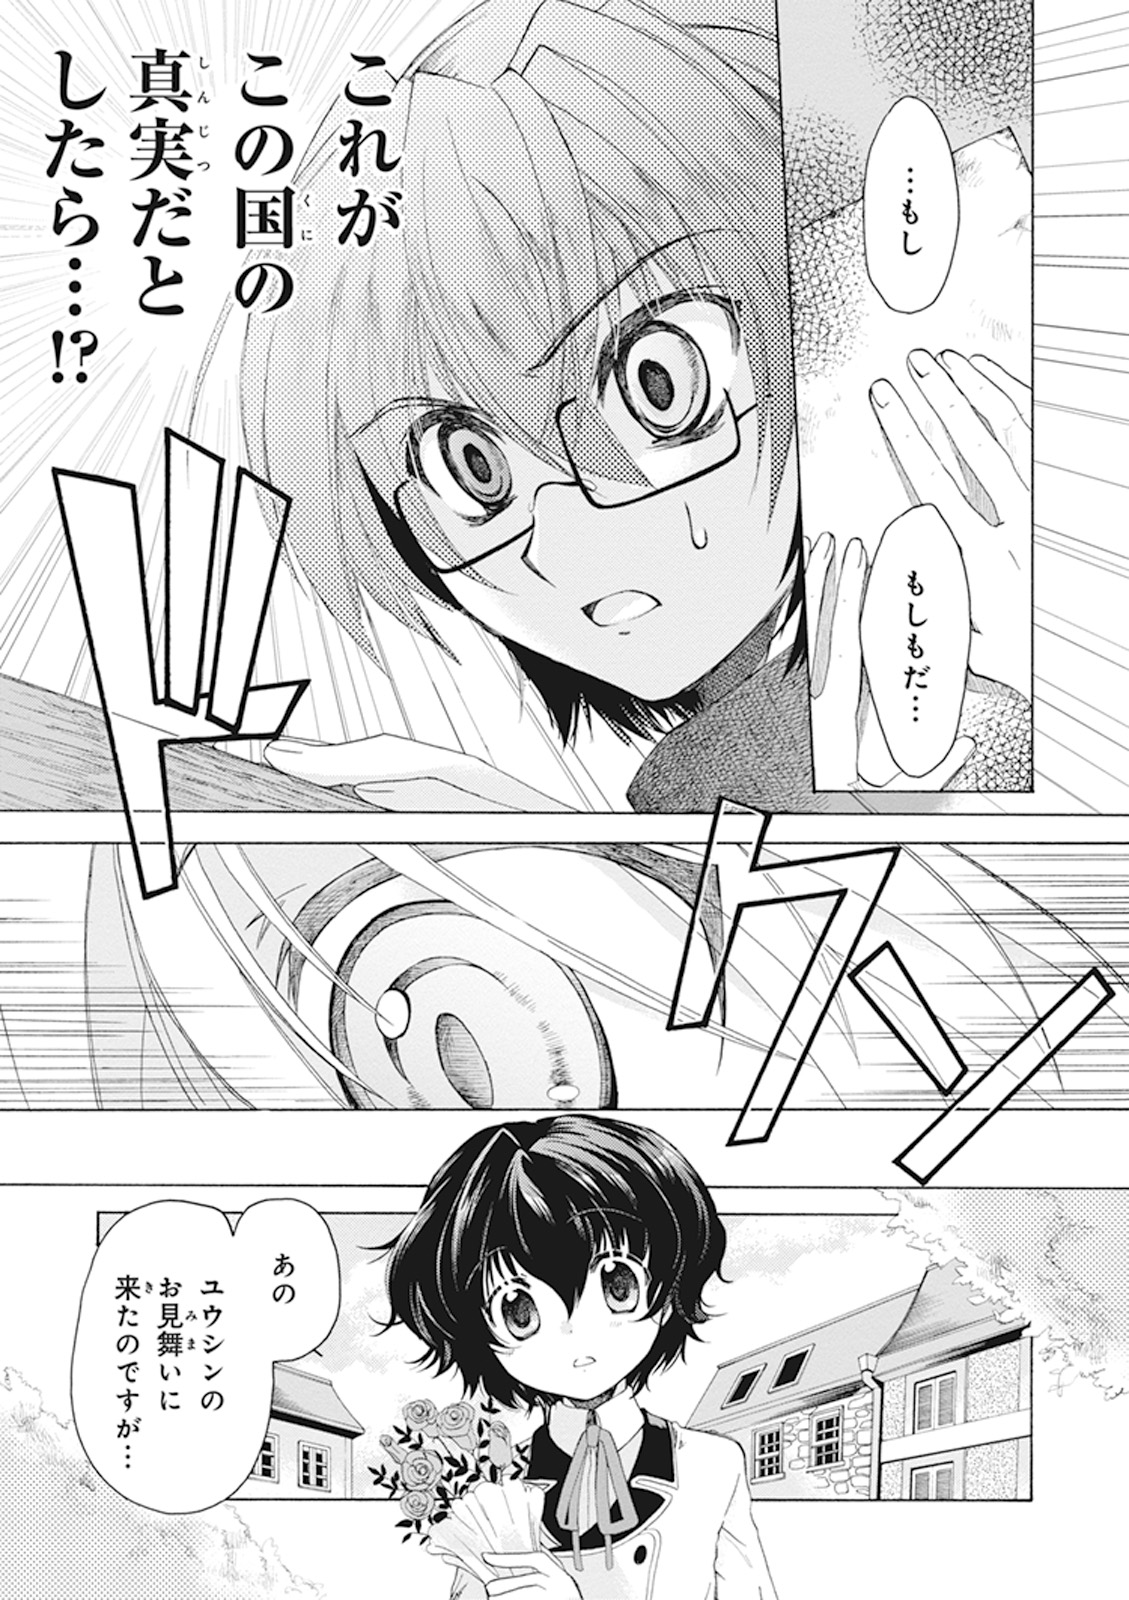 …もし
もしもだ…
これが
この国の
真実だと
したら…!?
ドッ
クンッ
あの
ユウシンの
お見舞いに
来たのですが…